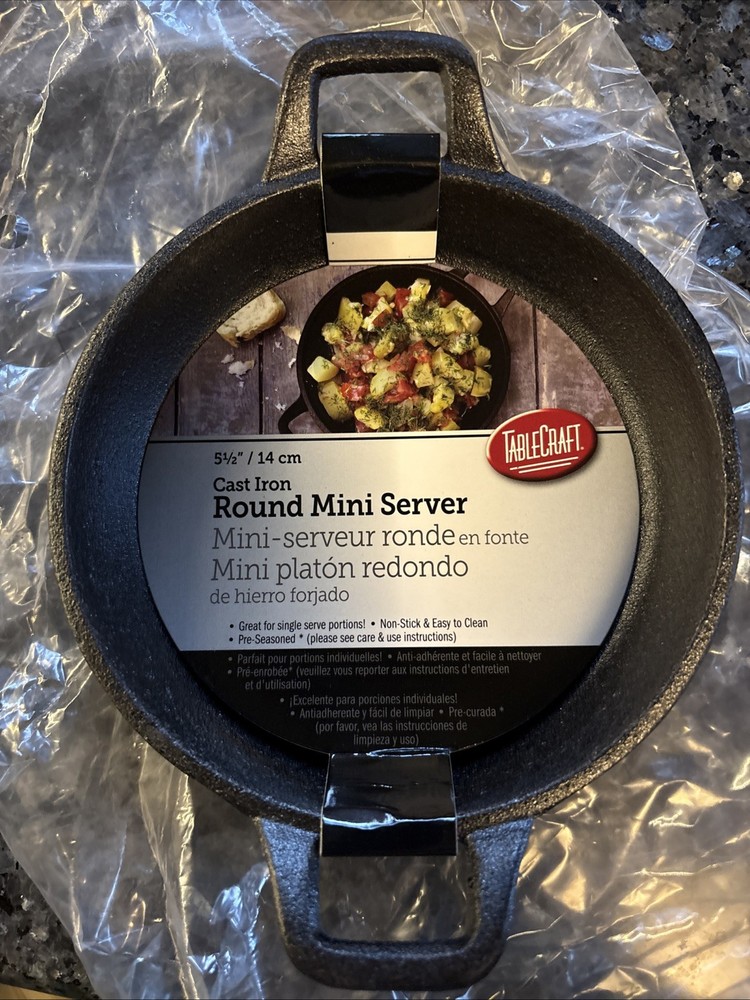 TABLECRAFT®
5½" / 14 cm
Cast Iron
Round Mini Server
Mini-serveur ronde en fonte
Mini platón redondo
de hierro forjado
• Great for single serve portions! • Non-Stick & Easy to Clean
• Pre-Seasoned * (please see care & use instructions)
• Parfait pour portions individuelles! • Anti-adhérente et facile à nettoyer
• Pré-enrobée* (veuillez vous reporter aux instructions d'entretien
et d'utilisation)
• ¡Excelente para porciones individuales!
• Antiadherente y fácil de limpiar • Pre-curada *
(por favor, vea las instrucciones de
limpieza y uso)